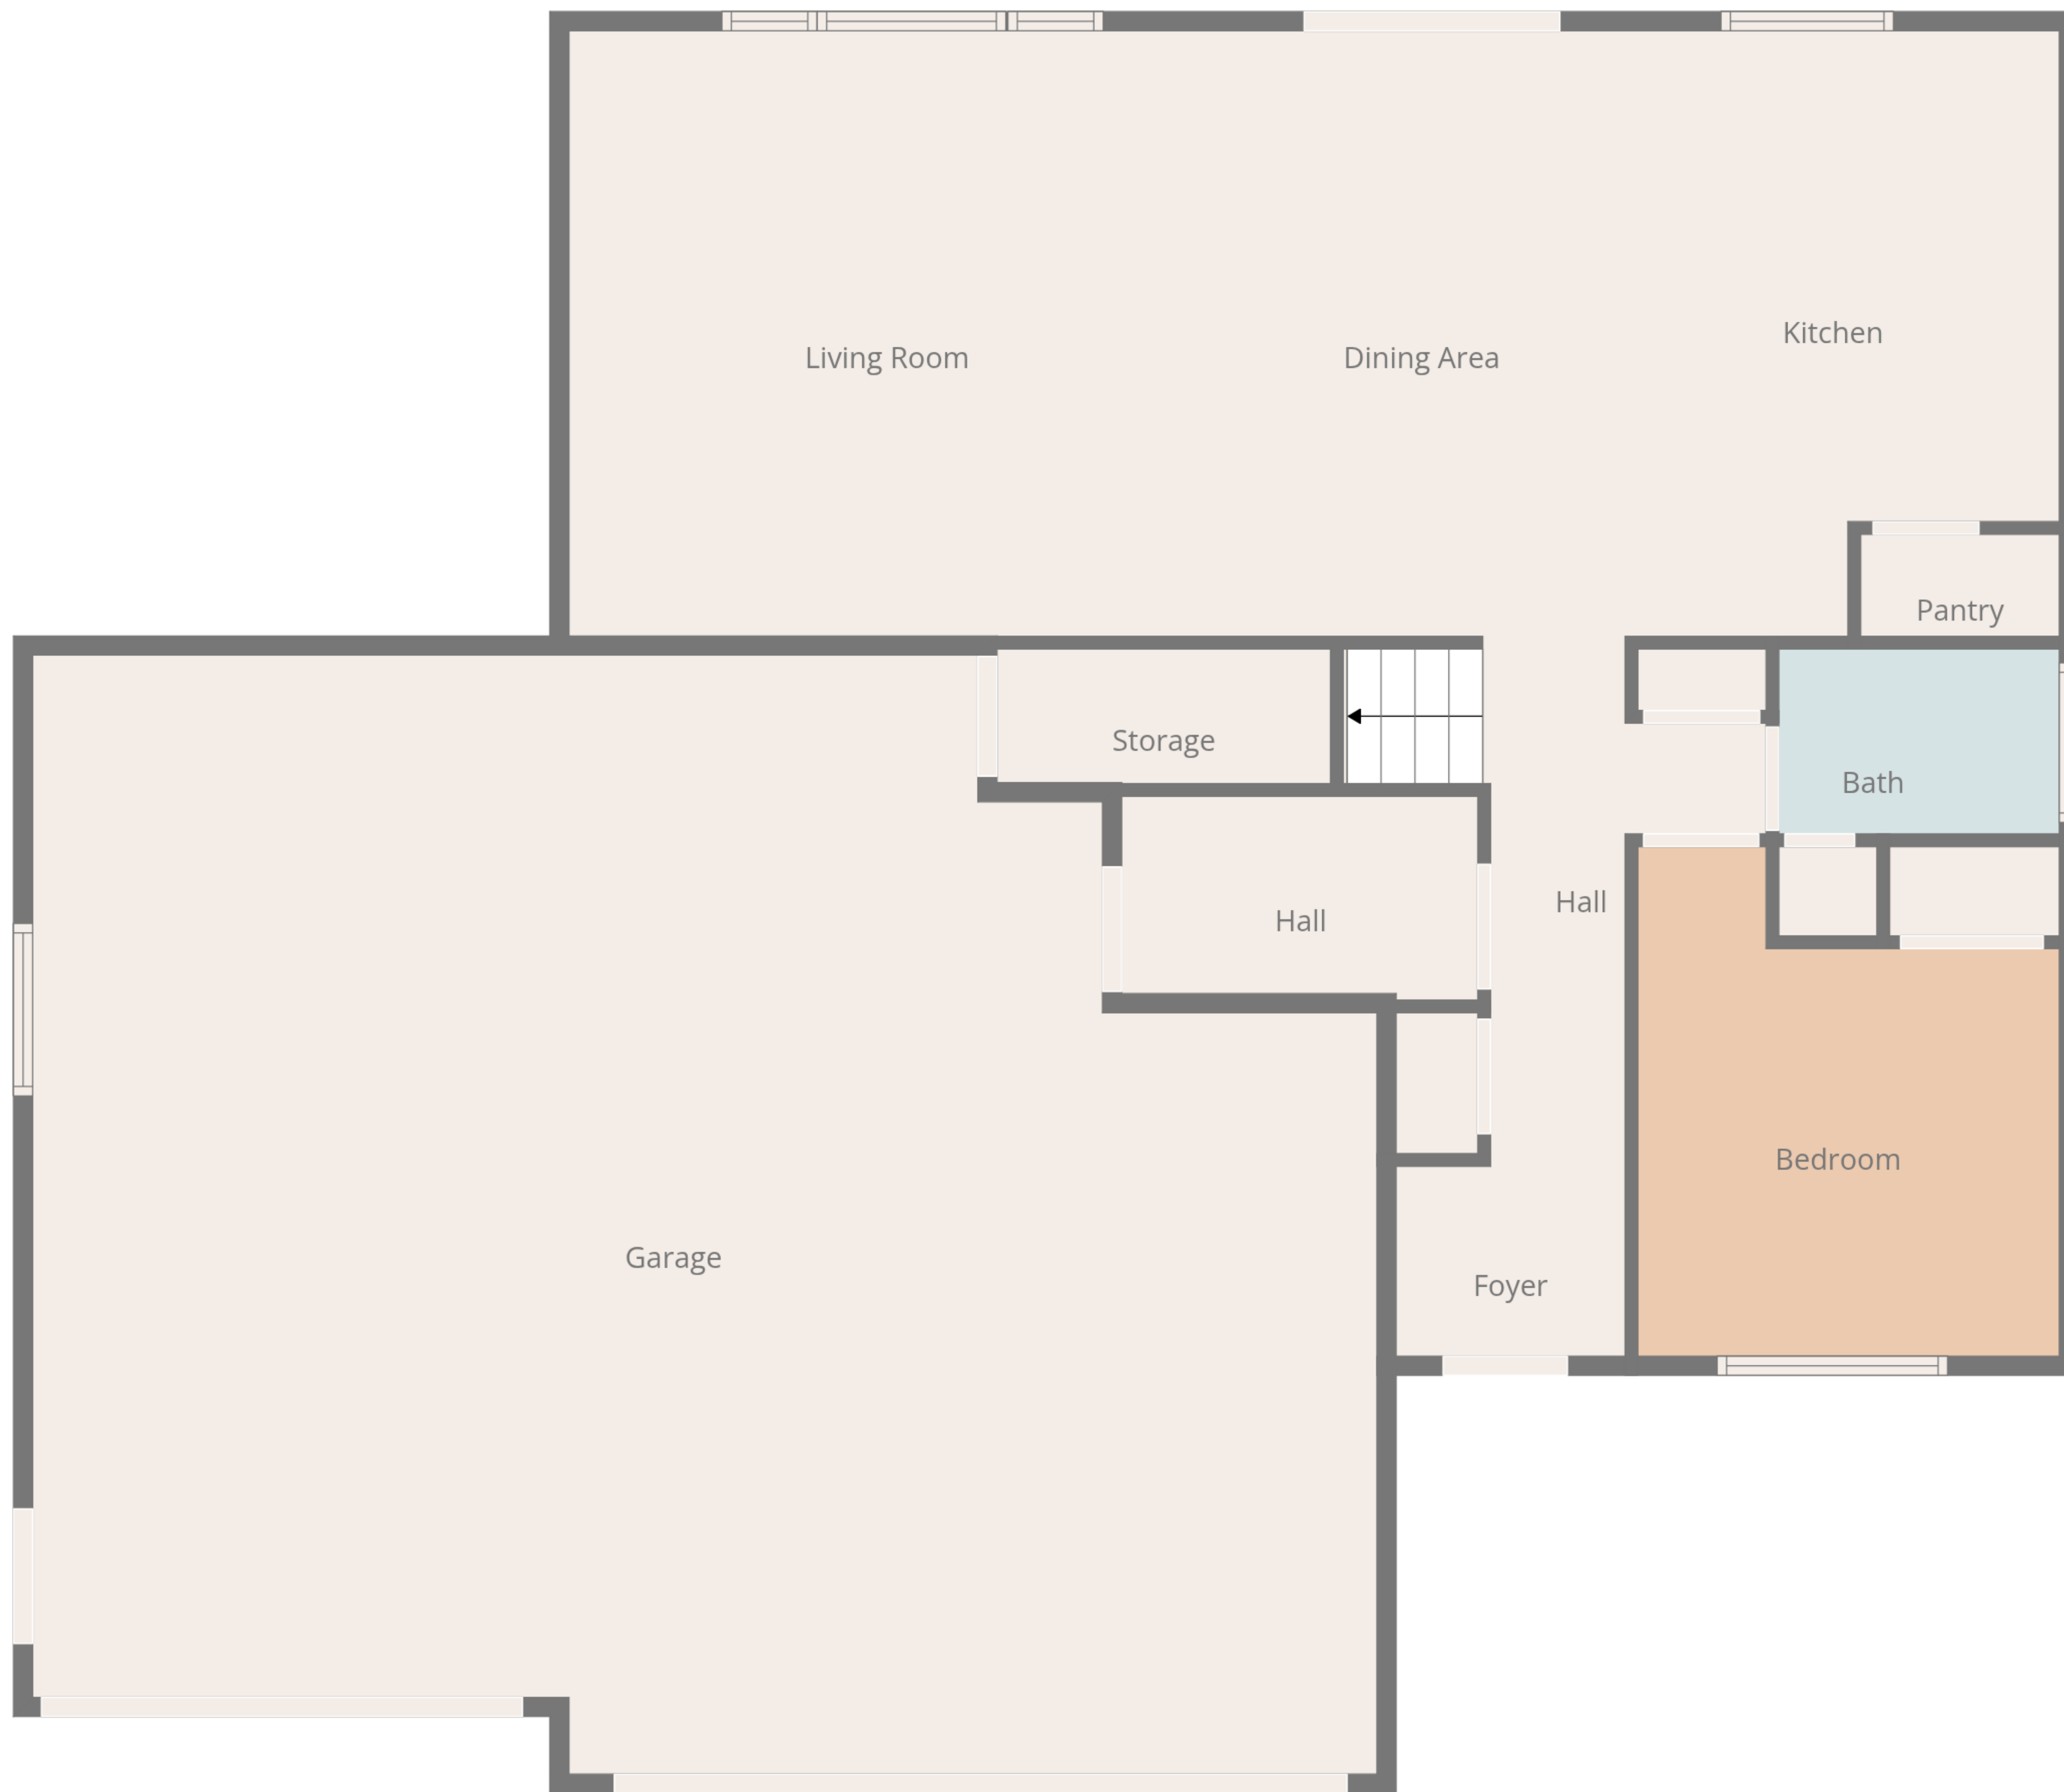 Kitchen
Living Room
Dining Area
Pantry
Storage
Bath
Hall
Hall
Bedroom
Garage
Foyer